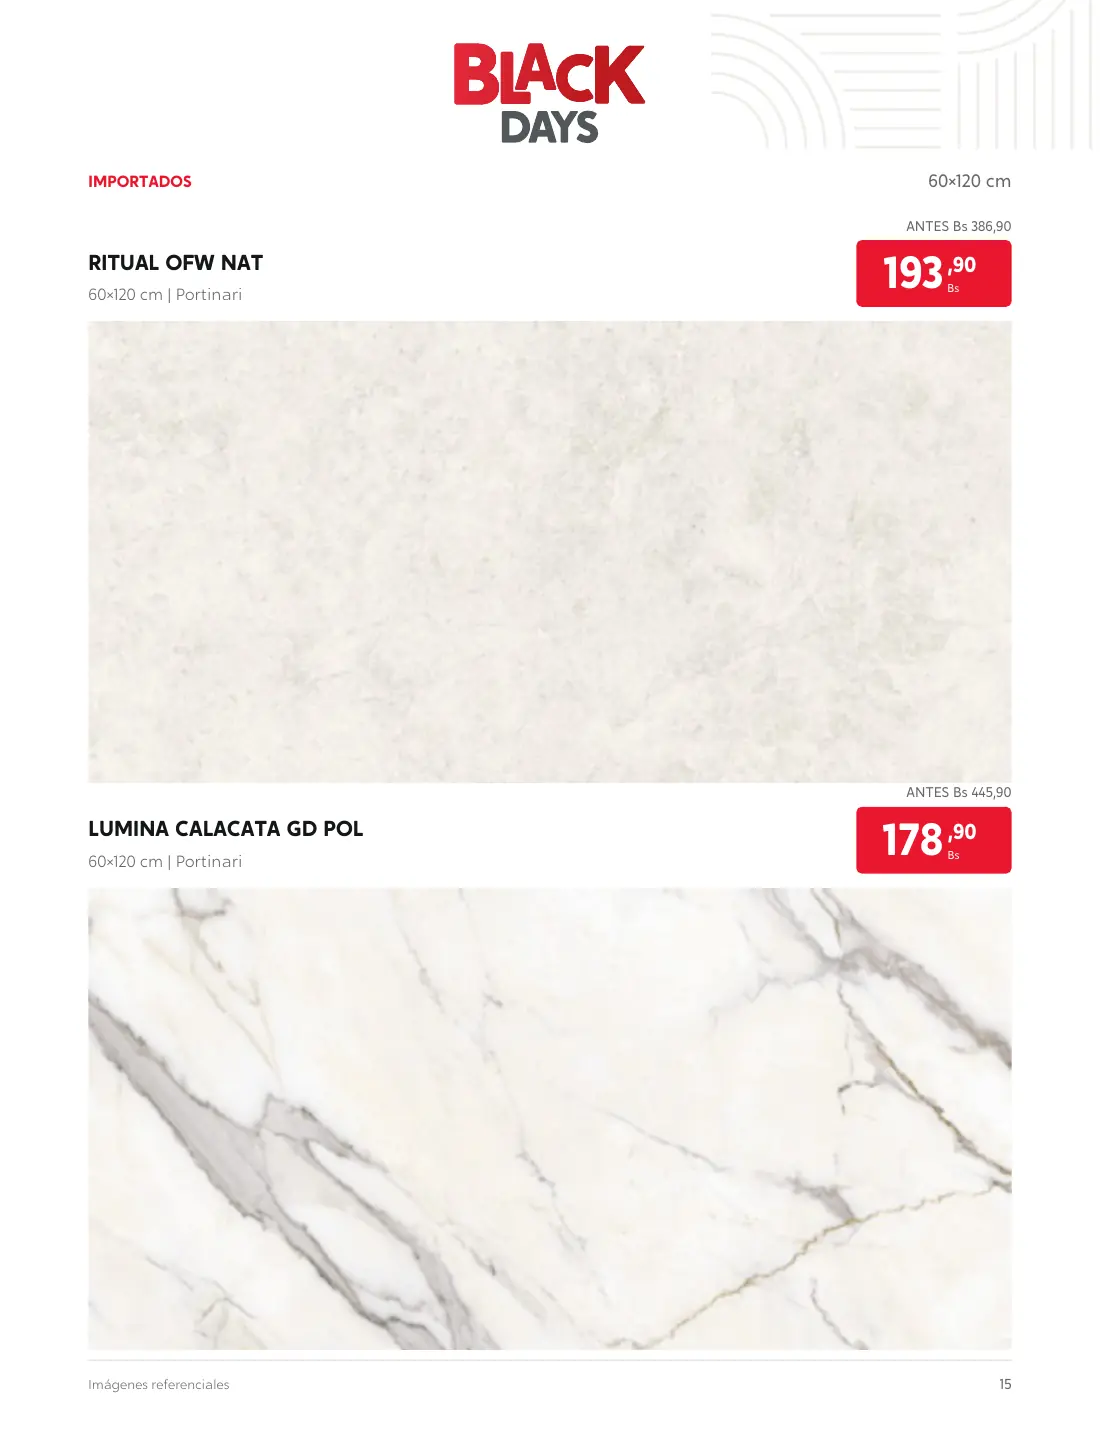 BLACK
DAYS
IMPORTADOS
60×120 cm
ANTES Bs 386,90
RITUAL OFW NAT
193,90
Bs
60×120 cm | Portinari
ANTES Bs 445,90
LUMINA CALACATA GD POL
178,90
Bs
60×120 cm | Portinari
Imágenes referenciales
15